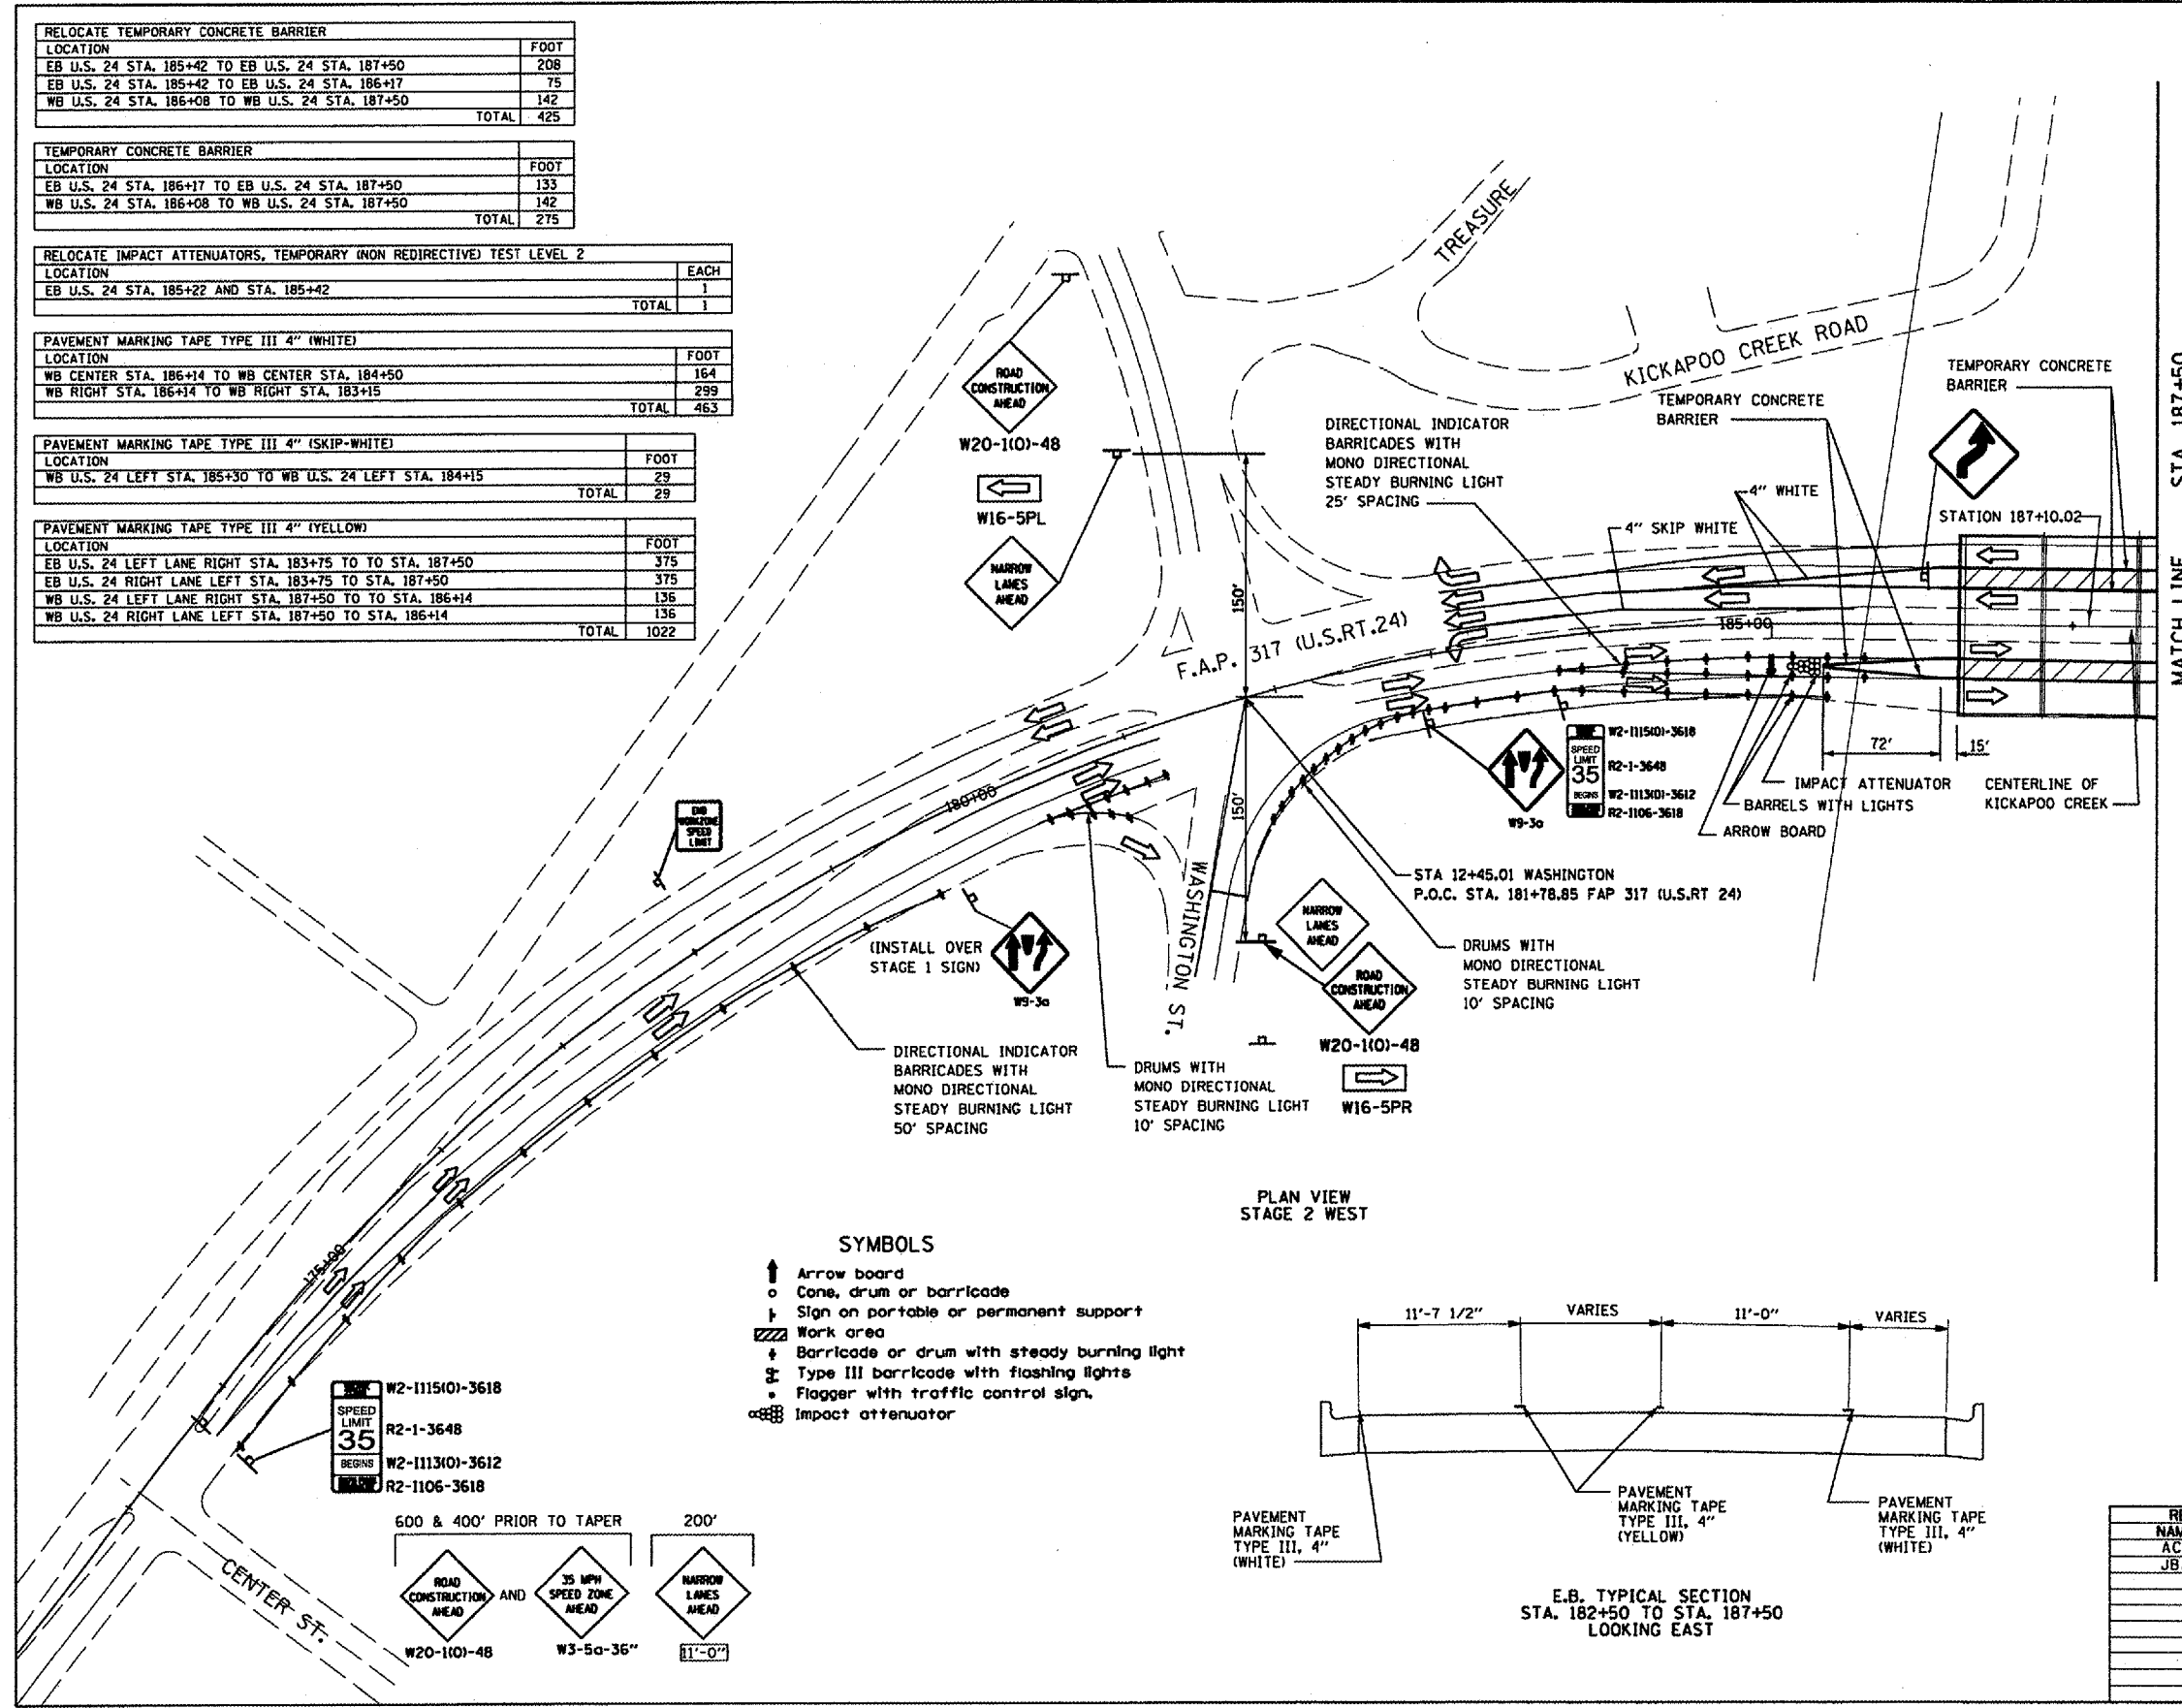 RELOCATE TEMPORARY CONCRETE BARRIER
LOCATION FOOT
EB U.S. 24 STA. 185+42 TO EB U.S. 24 STA. 187+50 208
EB U.S. 24 STA. 185+42 TO EB U.S. 24 STA. 186+17 75
WB U.S. 24 STA. 186+08 TO WB U.S. 24 STA. 187+50 142
TOTAL 425
TEMPORARY CONCRETE BARRIER
LOCATION FOOT
EB U.S. 24 STA. 186+17 TO EB U.S. 24 STA. 187+50 133
WB U.S. 24 STA. 186+08 TO WB U.S. 24 STA. 187+50 142
TOTAL 275
RELOCATE IMPACT ATTENUATORS, TEMPORARY (NON REDIRECTIVE) TEST LEVEL 2
LOCATION EACH
EB U.S. 24 STA. 185+22 AND STA. 185+42 1
TOTAL 1
PAVEMENT MARKING TAPE TYPE III 4" (WHITE)
LOCATION FOOT
WB CENTER STA. 186+14 TO WB CENTER STA. 184+50 164
WB RIGHT STA. 186+14 TO WB RIGHT STA. 183+15 299
TOTAL 463
PAVEMENT MARKING TAPE TYPE III 4" (SKIP-WHITE)
LOCATION FOOT
WB U.S. 24 LEFT STA. 185+30 TO WB U.S. 24 LEFT STA. 184+15 29
TOTAL 29
PAVEMENT MARKING TAPE TYPE III 4" (YELLOW)
LOCATION FOOT
EB U.S. 24 LEFT LANE RIGHT STA. 183+75 TO TO STA. 187+50 375
EB U.S. 24 RIGHT LANE LEFT STA. 183+75 TO STA. 187+50 375
WB U.S. 24 LEFT LANE RIGHT STA. 187+50 TO TO STA. 186+14 136
WB U.S. 24 RIGHT LANE LEFT STA. 187+50 TO STA. 186+14 136
TOTAL 1022
ROAD
CONSTRUCTION
AHEAD
W20-1(O)-48
W16-5PL
NARROW
LANES
AHEAD
TREASURE
KICKAPOO CREEK ROAD
TEMPORARY CONCRETE
BARRIER
TEMPORARY CONCRETE
BARRIER
DIRECTIONAL INDICATOR
BARRICADES WITH
MONO DIRECTIONAL
STEADY BURNING LIGHT
25' SPACING
4" WHITE
4" SKIP WHITE
STATION 187+10.02
MATCH LINE STA. 187+50
150'
F.A.P. 317 (U.S.RT.24)
185+00
72'
15'
IMPACT ATTENUATOR
BARRELS WITH LIGHTS
ARROW BOARD
CENTERLINE OF
KICKAPOO CREEK
W9-3a
W2-I115(O)-3618
SPEED
LIMIT
35
R2-1-3648
BEGINS
W2-I113(O)-3612
R2-I106-3618
180+00
150'
END
WORKZONE
SPEED
LIMIT
WASHINGTON ST.
STA 12+45.01 WASHINGTON
P.O.C. STA. 181+78.85 FAP 317 (U.S.RT 24)
NARROW
LANES
AHEAD
ROAD
CONSTRUCTION
AHEAD
W20-1(O)-48
W16-5PR
DRUMS WITH
MONO DIRECTIONAL
STEADY BURNING LIGHT
10' SPACING
(INSTALL OVER
STAGE 1 SIGN)
W9-3a
DIRECTIONAL INDICATOR
BARRICADES WITH
MONO DIRECTIONAL
STEADY BURNING LIGHT
50' SPACING
DRUMS WITH
MONO DIRECTIONAL
STEADY BURNING LIGHT
10' SPACING
PLAN VIEW
STAGE 2 WEST
175+00
SYMBOLS
Arrow board
Cone, drum or barricade
Sign on portable or permanent support
Work area
Barricade or drum with steady burning light
Type III barricade with flashing lights
Flagger with traffic control sign.
Impact attenuator
W2-I115(O)-3618
SPEED
LIMIT
35
R2-1-3648
BEGINS
W2-I113(O)-3612
R2-I106-3618
CENTER ST.
600 & 400' PRIOR TO TAPER
200'
ROAD
CONSTRUCTION
AHEAD
AND
35 MPH
SPEED ZONE
AHEAD
NARROW
LANES
AHEAD
W20-1(O)-48
W3-5a-36"
11'-0"
11'-7 1/2"
VARIES
11'-0"
VARIES
PAVEMENT
MARKING TAPE
TYPE III, 4"
(WHITE)
PAVEMENT
MARKING TAPE
TYPE III, 4"
(YELLOW)
PAVEMENT
MARKING TAPE
TYPE III, 4"
(WHITE)
E.B. TYPICAL SECTION
STA. 182+50 TO STA. 187+50
LOOKING EAST